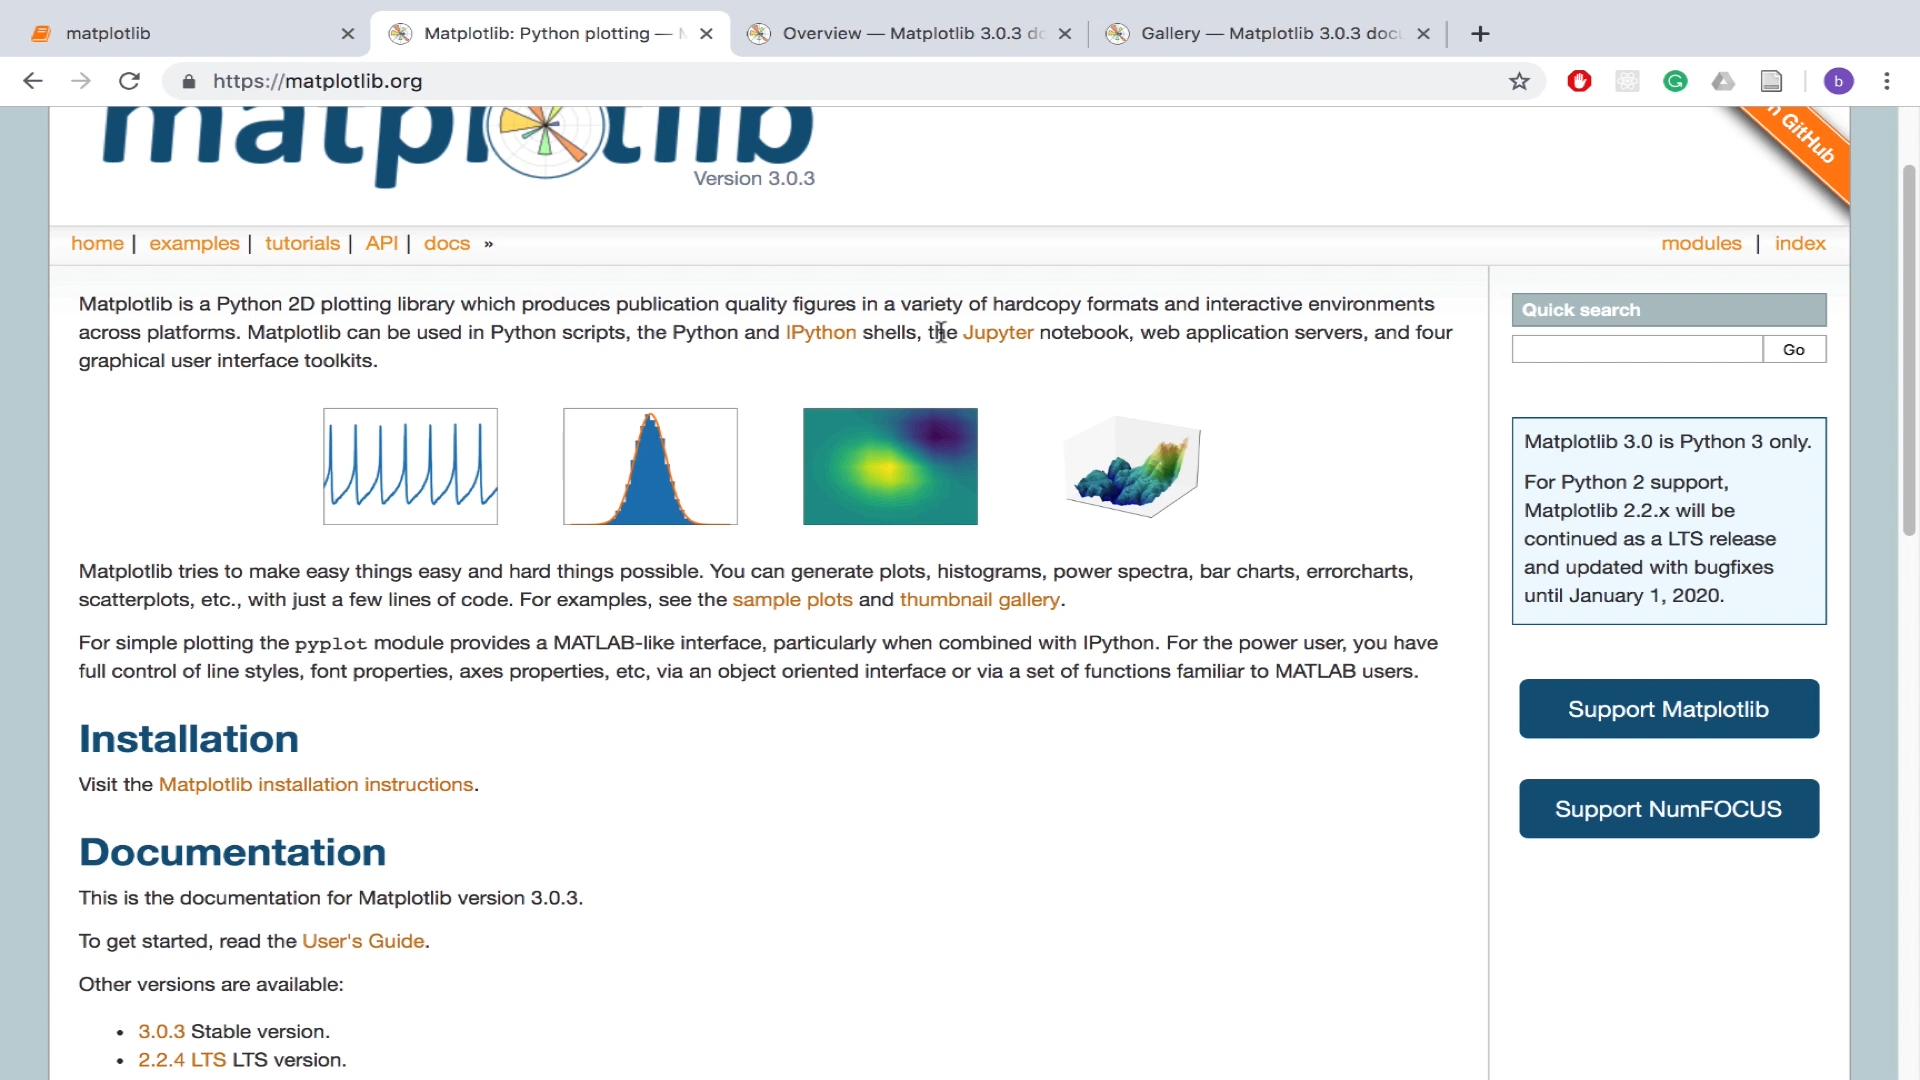 matplotlib
Matplotlib: Python plotting —
Overview — Matplotlib 3.0.3 dc
Gallery — Matplotlib 3.0.3 doc
https://matplotlib.org
b
matplotlib
Version 3.0.3
n GitHub
home | examples | tutorials | API | docs »
modules | index
Matplotlib is a Python 2D plotting library which produces publication quality figures in a variety of hardcopy formats and interactive environments
across platforms. Matplotlib can be used in Python scripts, the Python and IPython shells, the Jupyter notebook, web application servers, and four
graphical user interface toolkits.
Matplotlib tries to make easy things easy and hard things possible. You can generate plots, histograms, power spectra, bar charts, errorcharts,
scatterplots, etc., with just a few lines of code. For examples, see the sample plots and thumbnail gallery.
For simple plotting the pyplot module provides a MATLAB-like interface, particularly when combined with IPython. For the power user, you have
full control of line styles, font properties, axes properties, etc, via an object oriented interface or via a set of functions familiar to MATLAB users.
Installation
Visit the Matplotlib installation instructions.
Documentation
This is the documentation for Matplotlib version 3.0.3.
To get started, read the User's Guide.
Other versions are available:
• 3.0.3 Stable version.
• 2.2.4 LTS LTS version.
Quick search
Go
Matplotlib 3.0 is Python 3 only.
For Python 2 support,
Matplotlib 2.2.x will be
continued as a LTS release
and updated with bugfixes
until January 1, 2020.
Support Matplotlib
Support NumFOCUS